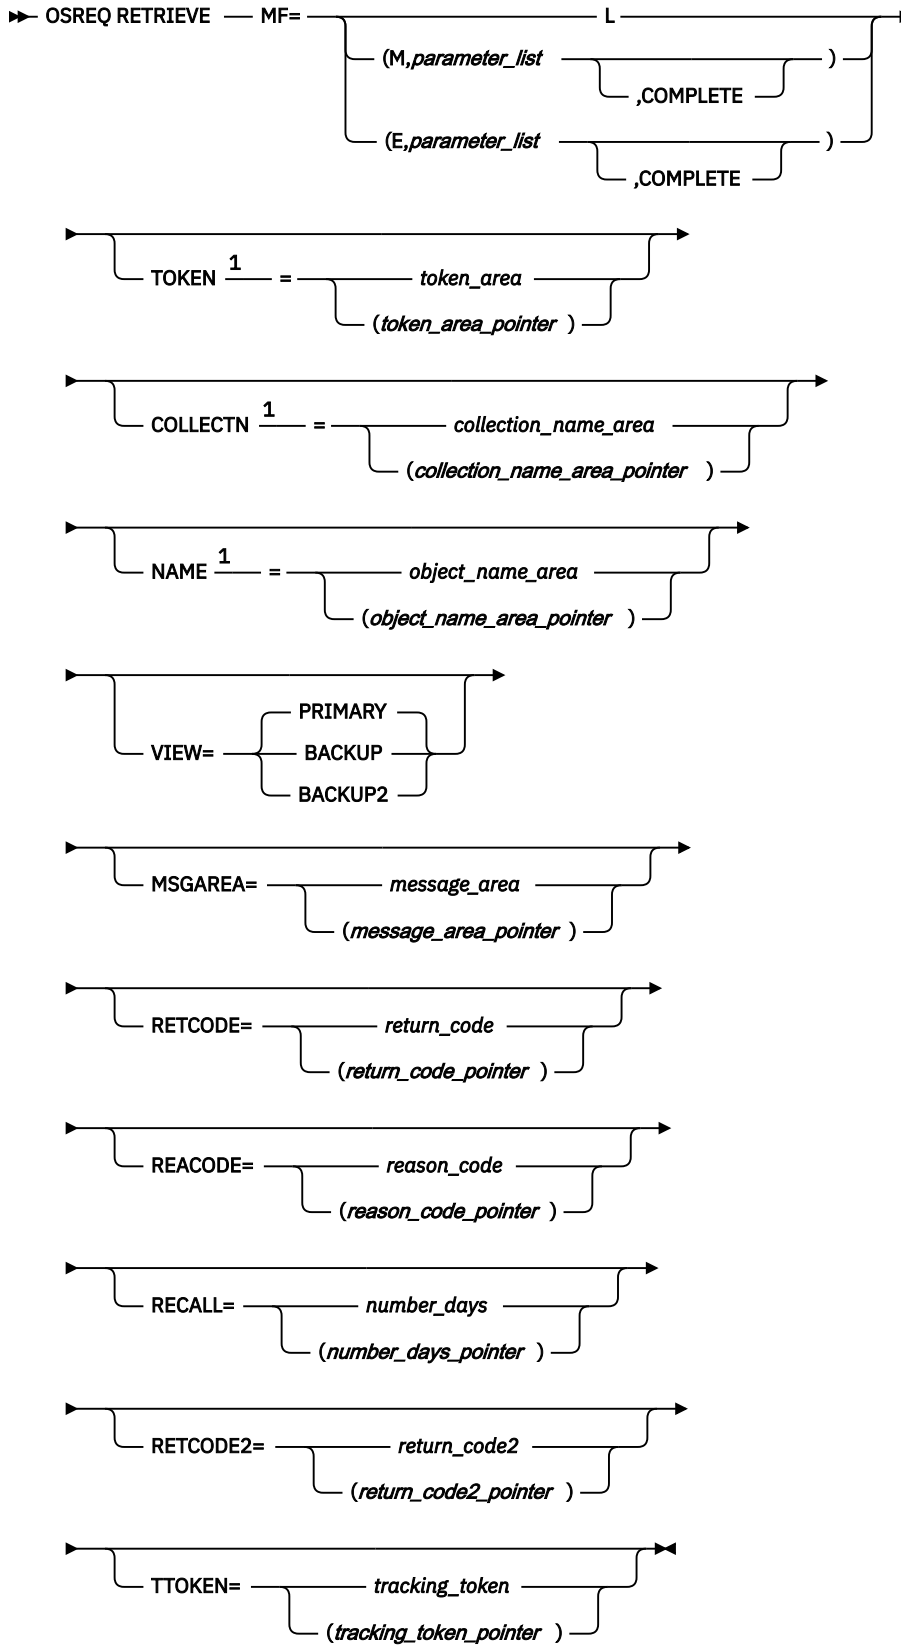 OSREQ RETRIEVE MF= L
(M,parameter_list )
,COMPLETE
(E,parameter_list )
,COMPLETE
TOKEN 1 = token_area
(token_area_pointer )
COLLECTN 1 = collection_name_area
(collection_name_area_pointer )
NAME 1 = object_name_area
(object_name_area_pointer )
PRIMARY
VIEW= BACKUP
BACKUP2
MSGAREA= message_area
(message_area_pointer )
RETCODE= return_code
(return_code_pointer )
REACODE= reason_code
(reason_code_pointer )
RECALL= number_days
(number_days_pointer )
RETCODE2= return_code2
(return_code2_pointer )
TTOKEN= tracking_token
(tracking_token_pointer )